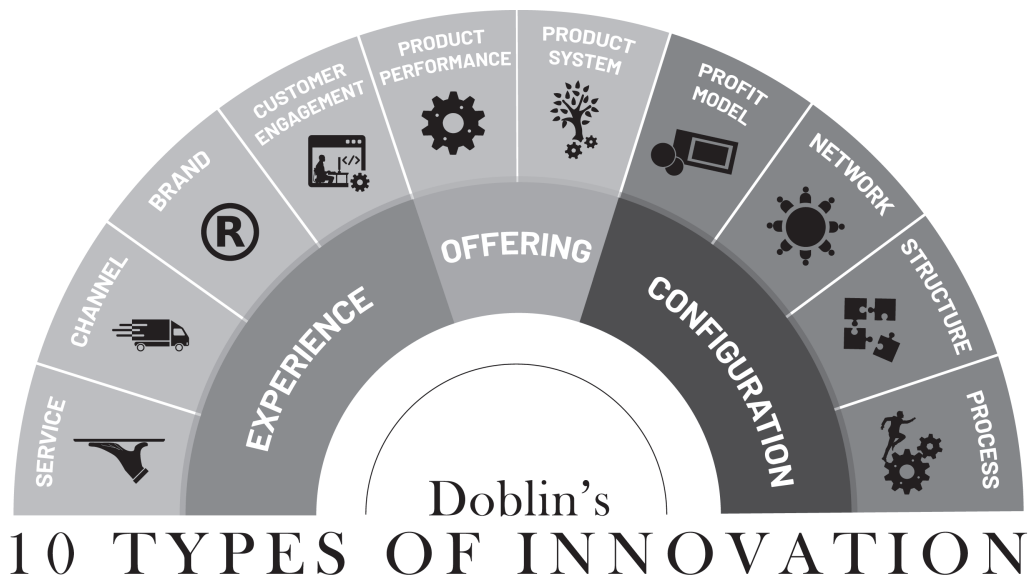 SERVICE
CHANNEL
BRAND
CUSTOMER
ENGAGEMENT
PRODUCT
PERFORMANCE
PRODUCT
SYSTEM
PROFIT
MODEL
NETWORK
STRUCTURE
PROCESS
EXPERIENCE
OFFERING
CONFIGURATION
R
</>
Doblin's
10 TYPES OF INNOVATION